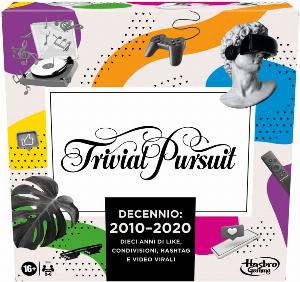 Trivial Pursuit
DECENNIO:
2010-2020
DIECI ANNI DI LIKE,
CONDIVISIONI, HASHTAG
E VIDEO VIRALI
16+
Hasbro
Gaming